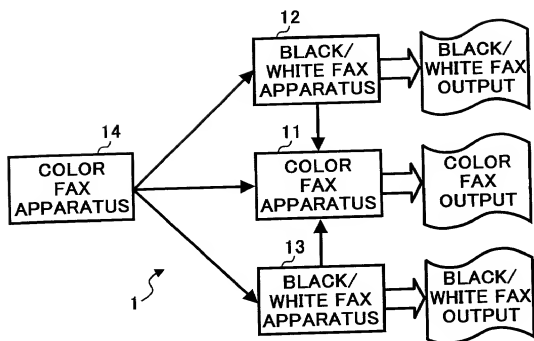 12
BLACK/
WHITE FAX
APPARATUS
BLACK/
WHITE FAX
OUTPUT
14
COLOR
FAX
APPARATUS
11
COLOR
FAX
APPARATUS
COLOR
FAX
OUTPUT
13
BLACK/
WHITE FAX
APPARATUS
BLACK/
WHITE FAX
OUTPUT
1